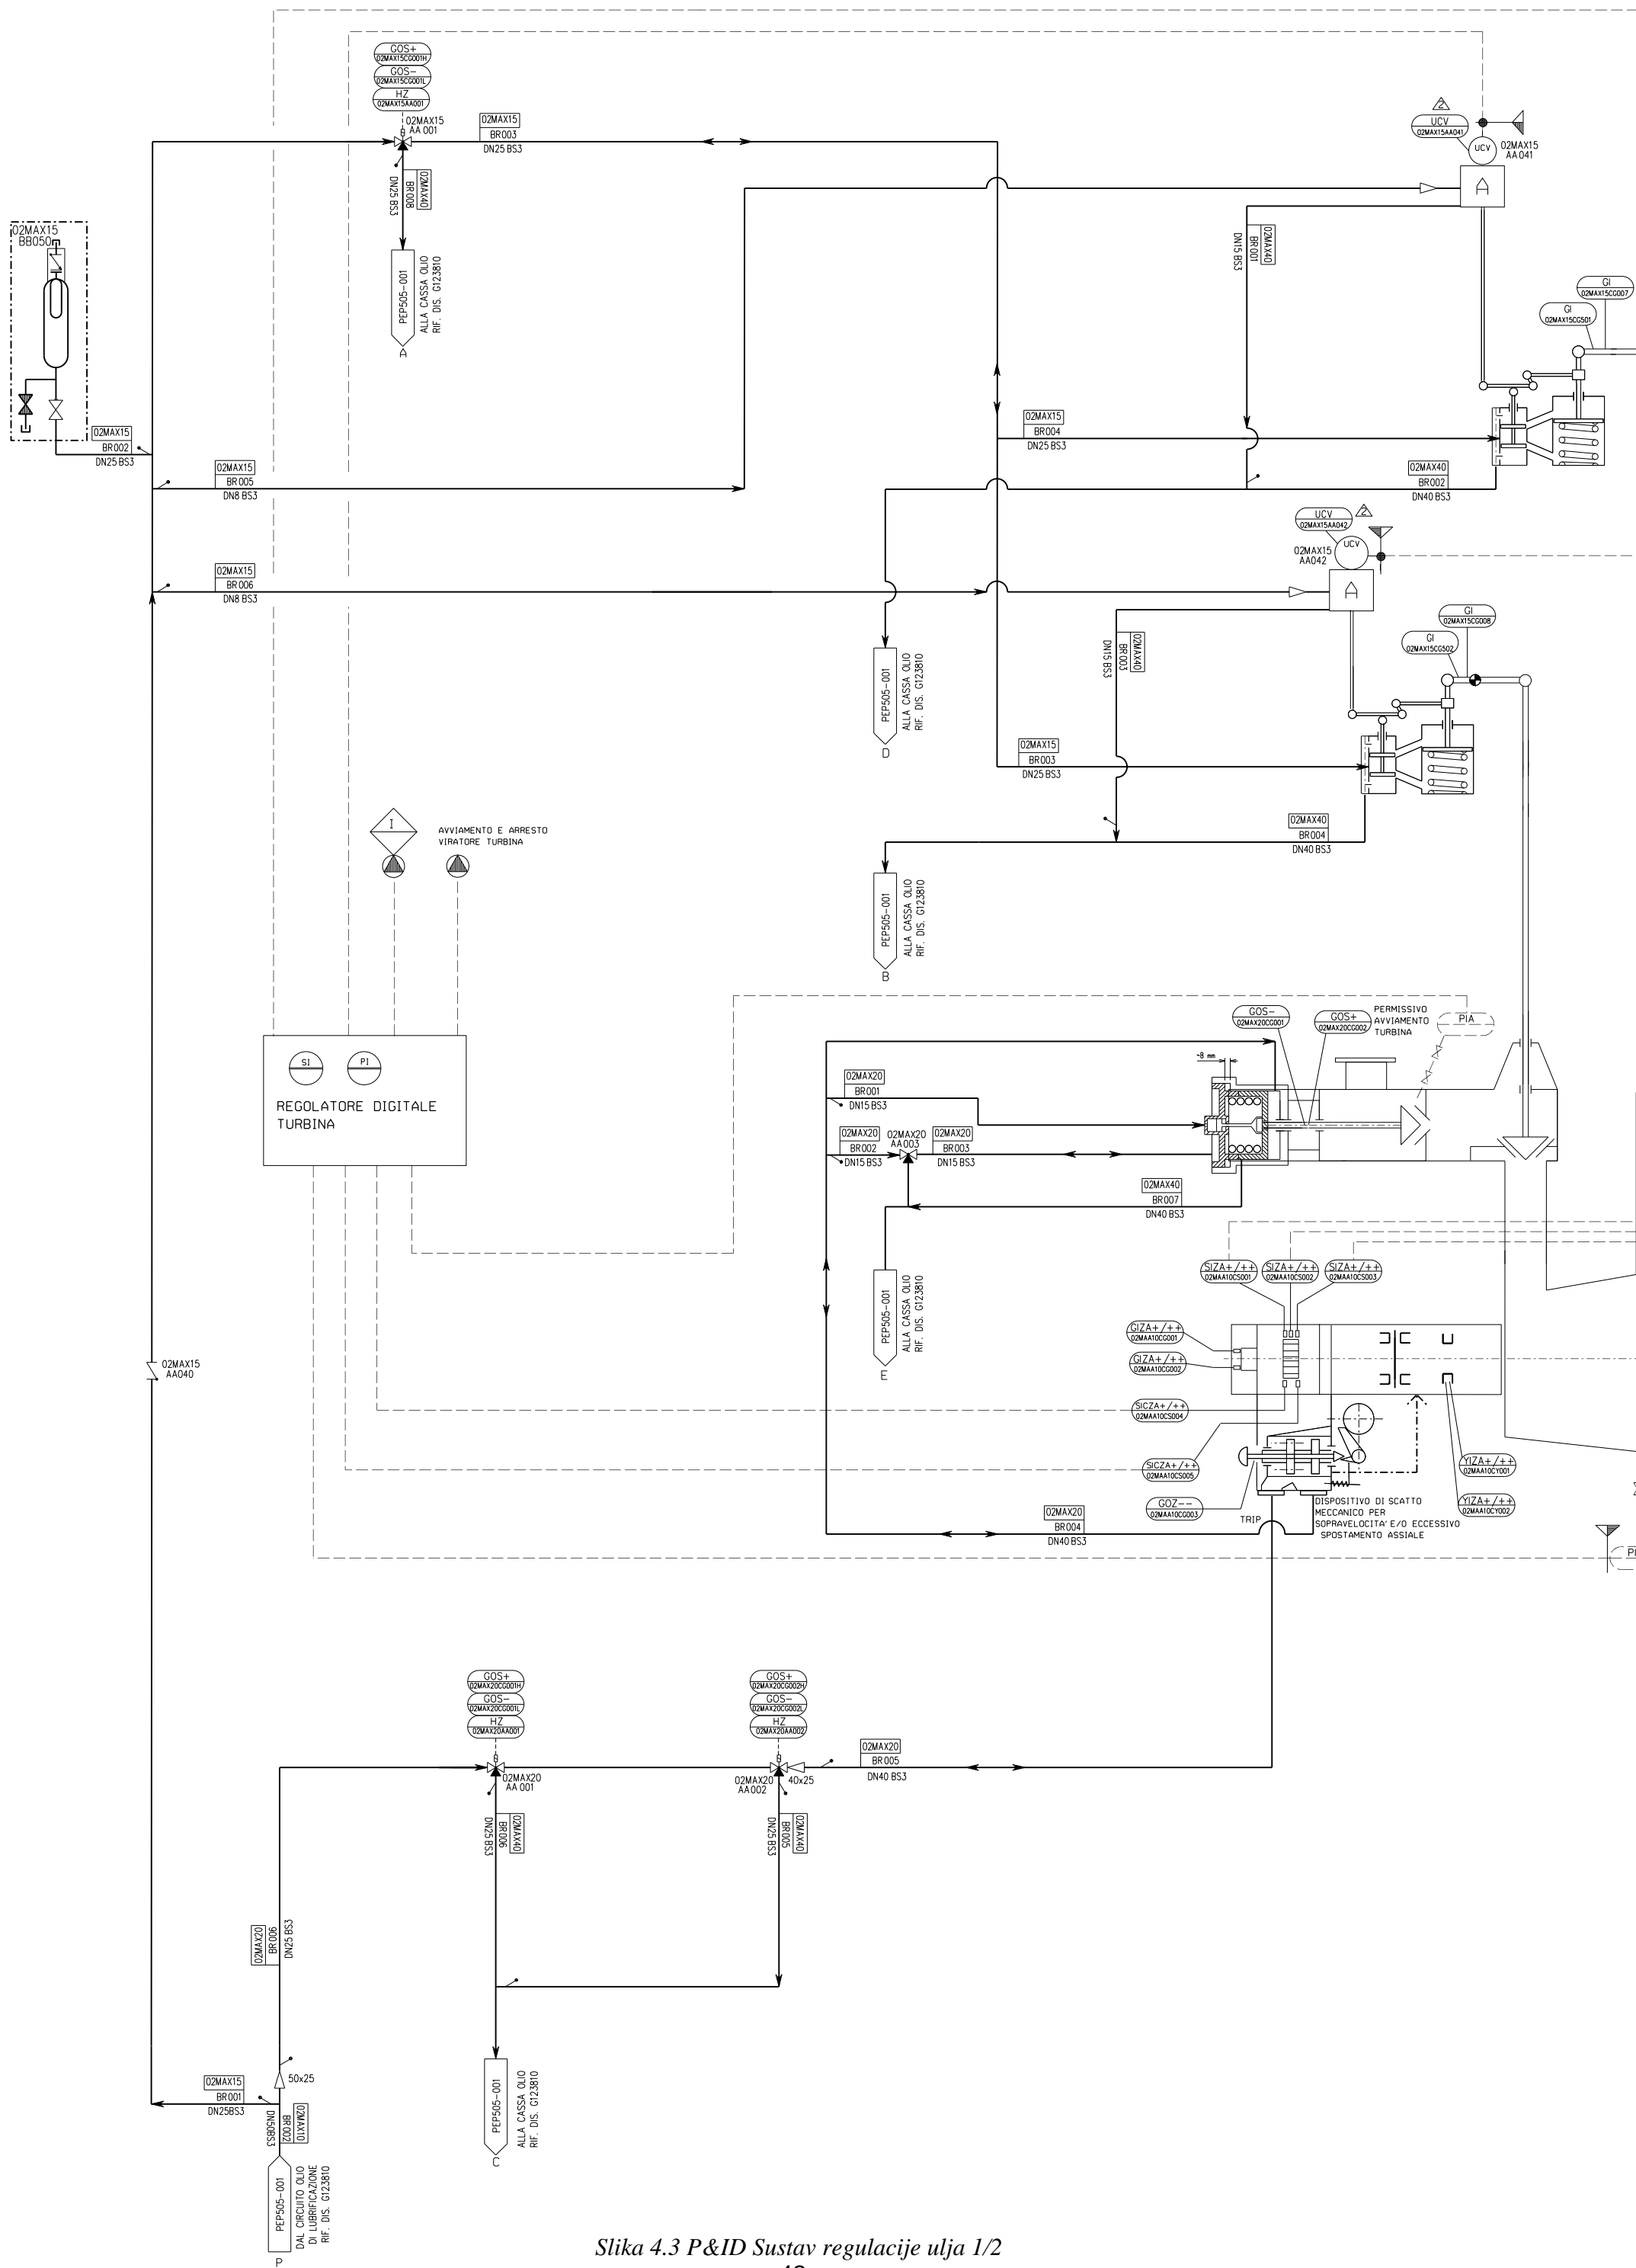 GOS+
02MAX15CG001H
GOS-
02MAX15CG001L
HZ
02MAX15AA001
02MAX15
AA 001
02MAX15
BR003
DN25 BS3
02MAX40
BR008
DN25 BS3
PEP505-001
ALLA CASSA OLIO
RIF. DIS. G123810
A
2
UCV
02MAX15AA041
UCV
02MAX15
AA041
A
02MAX40
BR001
DN15 BS3
GI
02MAX15CG007
GI
02MAX15CG501
02MAX15
BB050
02MAX15
BR002
DN25 BS3
02MAX15
BR004
DN25 BS3
02MAX15
BR005
DN8 BS3
02MAX40
BR002
DN40 BS3
UCV
02MAX15AA042
2
UCV
02MAX15
AA042
A
02MAX15
BR006
DN8 BS3
GI
02MAX15CG008
GI
02MAX15CG502
02MAX40
BR003
DN15 BS3
PEP505-001
ALLA CASSA OLIO
RIF. DIS. G123810
D
02MAX15
BR003
DN25 BS3
02MAX40
BR004
DN40 BS3
I
AVVIAMENTO E ARRESTO
VIRATORE TURBINA
PEP505-001
ALLA CASSA OLIO
RIF. DIS. G123810
B
SI
PI
REGOLATORE DIGITALE
TURBINA
GOS-
02MAX20CG001
GOS+
02MAX20CG002
PERMISSIVO
AVVIAMENTO
TURBINA
PIA
~8 mm
02MAX20
BR001
DN15 BS3
02MAX20
BR002
DN15 BS3
02MAX20
AA003
02MAX20
BR003
DN15 BS3
02MAX40
BR007
DN40 BS3
PEP505-001
ALLA CASSA OLIO
RIF. DIS. G123810
E
SIZA+/++
02MAA10CS001
SIZA+/++
02MAA10CS002
SIZA+/++
02MAA10CS003
GIZA+/++
02MAA10CG001
GIZA+/++
02MAA10CG002
02MAX15
AA040
SICZA+/++
02MAA10CS004
SICZA+/++
02MAA10CS005
GOZ--
02MAA10CG003
TRIP
YIZA+/++
02MAA10CY001
YIZA+/++
02MAA10CY002
DISPOSITIVO DI SCATTO
MECCANICO PER
SOPRAVELOCITA' E/O ECCESSIVO
SPOSTAMENTO ASSIALE
02MAX20
BR004
DN40 BS3
GOS+
02MAX20CG001H
GOS-
02MAX20CG001L
HZ
02MAX20AA001
02MAX20
AA 001
GOS+
02MAX20CG002H
GOS-
02MAX20CG002L
HZ
02MAX20AA002
02MAX20
AA002
40x25
02MAX20
BR005
DN40 BS3
02MAX40
BR006
DN25 BS3
02MAX40
BR005
DN25 BS3
02MAX20
BR006
DN25 BS3
50x25
02MAX15
BR001
DN25BS3
02MAX10
BR002
DN50BS3
PEP505-001
ALLA CASSA OLIO
RIF. DIS. G123810
C
PEP505-001
DAL CIRCUITO OLIO
DI LUBRIFICAZIONE
RIF. DIS. G123810
P
Slika 4.3 P&ID Sustav regulacije ulja 1/2